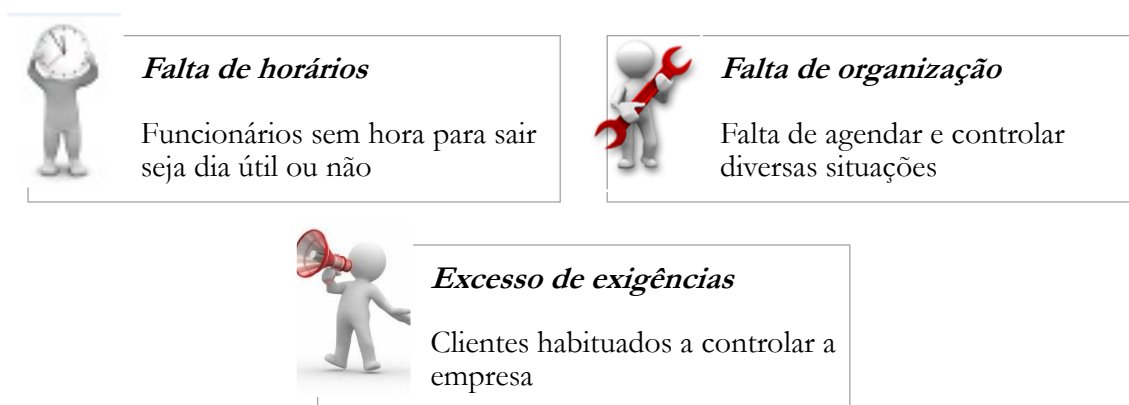 Falta de horários
Funcionários sem hora para sair
seja dia útil ou não
Falta de organização
Falta de agendar e controlar
diversas situações
Excesso de exigências
Clientes habituados a controlar a
empresa